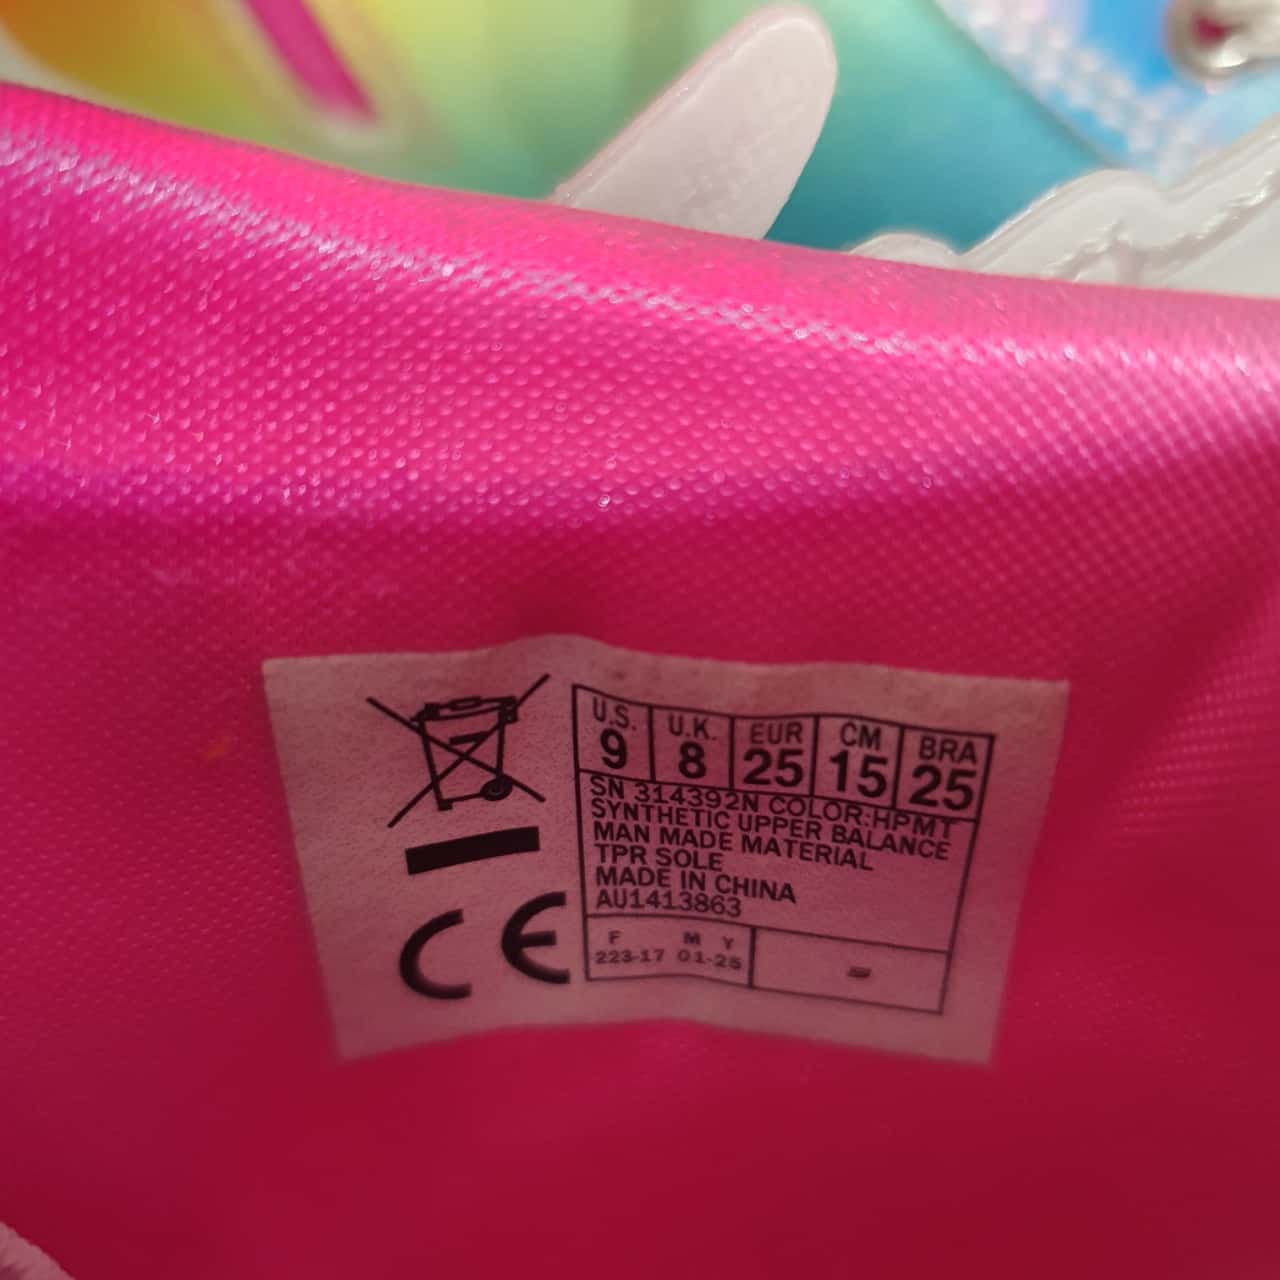 U.S. U.K. EUR CM BRA
9 8 25 15 25
SN 314392N COLOR:HPMT
SYNTHETIC UPPER BALANCE
MAN MADE MATERIAL
TPR SOLE
MADE IN CHINA
AU1413863
F M Y
223-17 01-25
CE